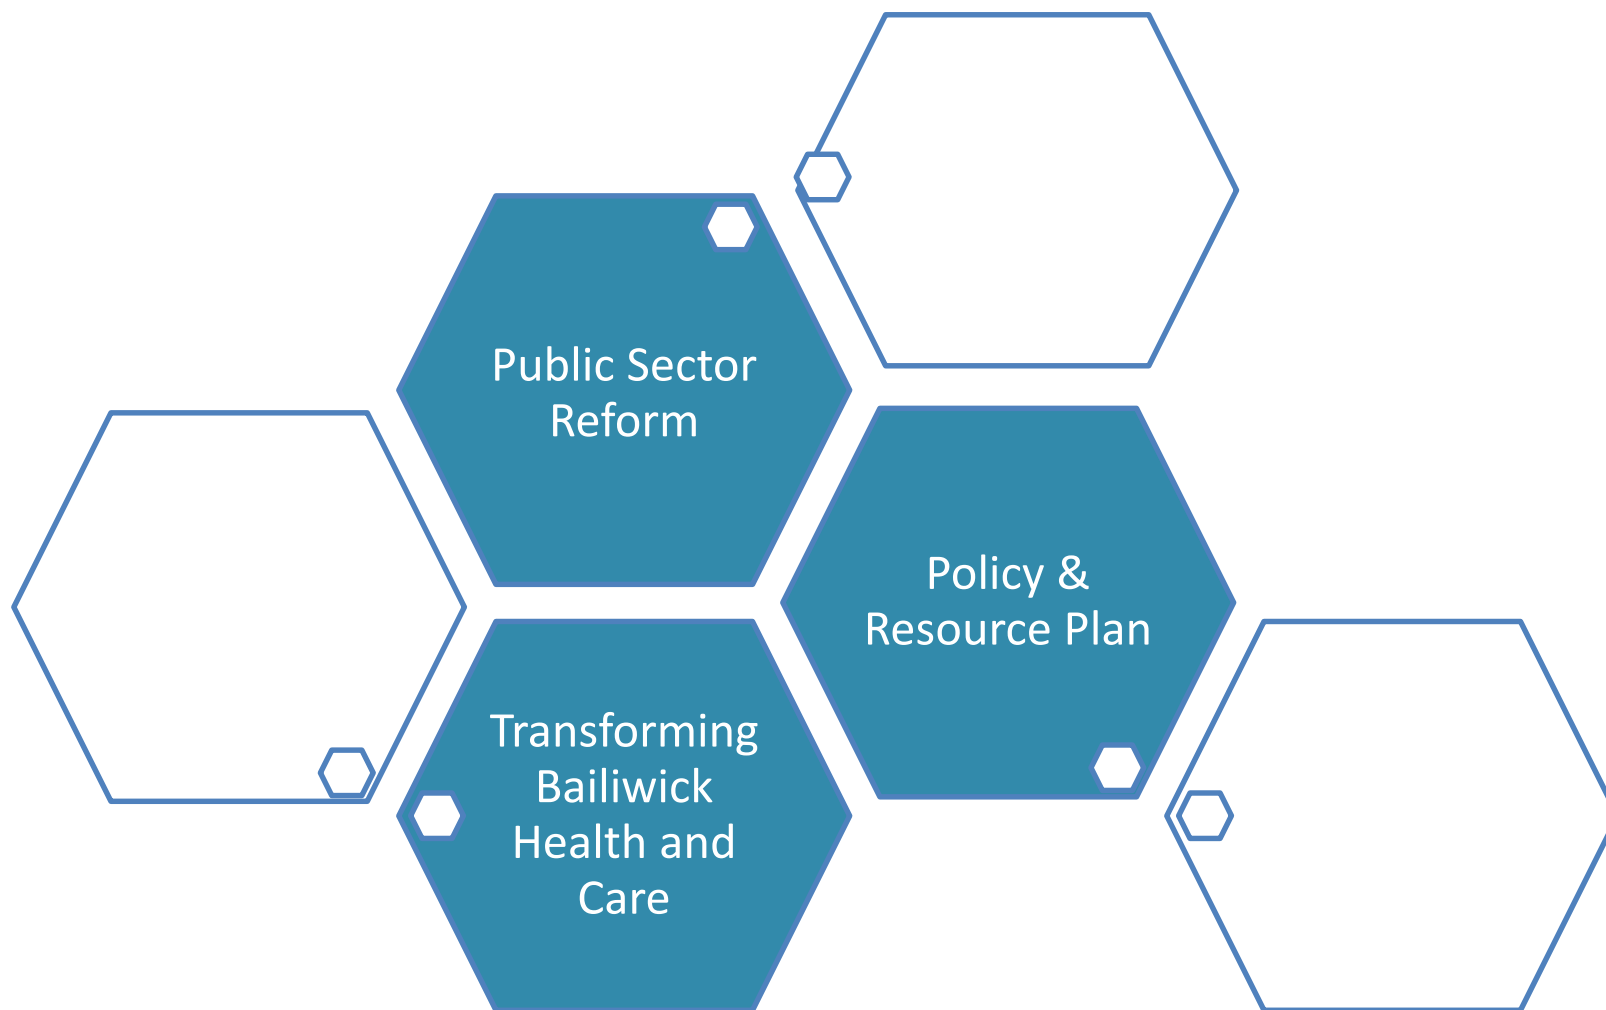 Public Sector
Reform
Policy &
Resource Plan
Transforming
Bailiwick
Health and
Care